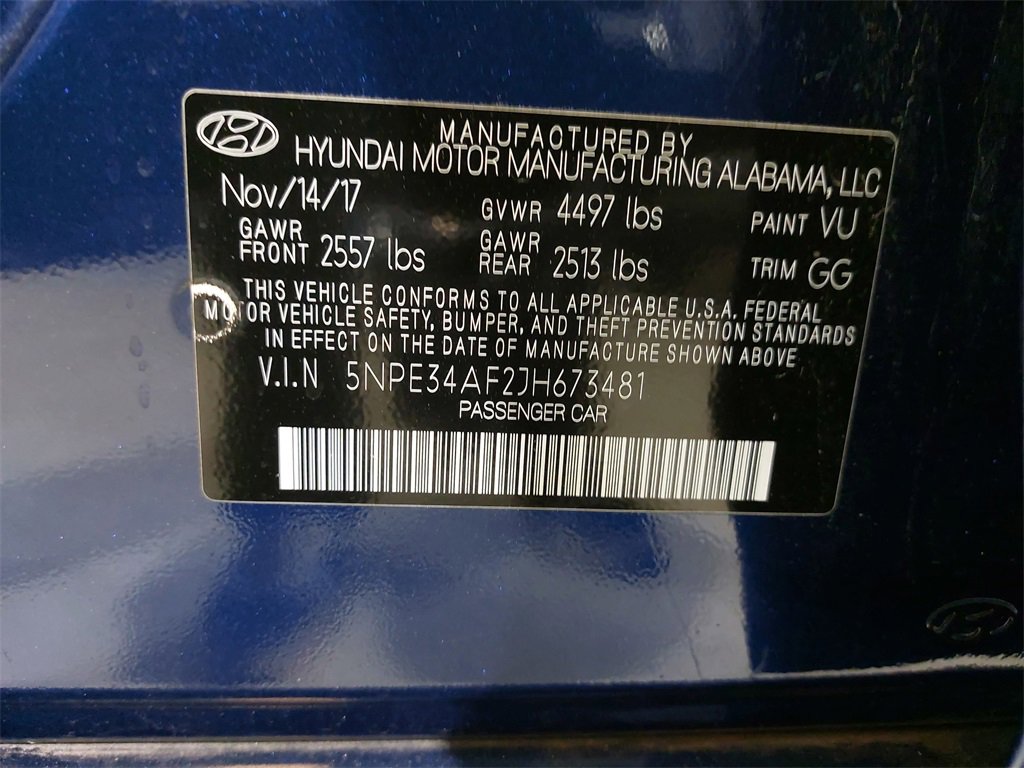 MANUFACTURED BY
HYUNDAI MOTOR MANUFACTURING ALABAMA, LLC
Nov/14/17 GVWR 4497 lbs PAINT VU
GAWR FRONT 2557 lbs GAWR REAR 2513 lbs TRIM GG
THIS VEHICLE CONFORMS TO ALL APPLICABLE U.S.A. FEDERAL
MOTOR VEHICLE SAFETY, BUMPER, AND THEFT PREVENTION STANDARDS
IN EFFECT ON THE DATE OF MANUFACTURE SHOWN ABOVE
V.I.N 5NPE34AF2JH673481
PASSENGER CAR